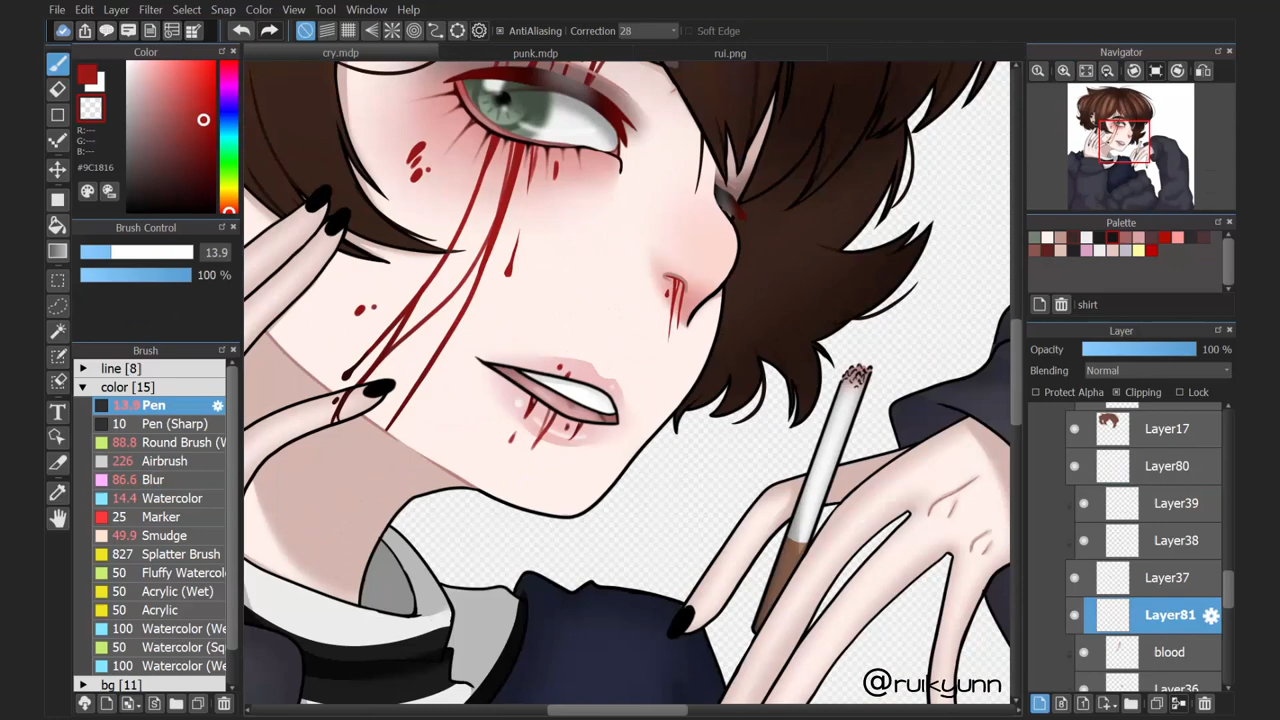 File Edit Layer Pen Filter Select Snap Color View Tool Window Help
AntiAliasing Correction 28 Soft Edge
Color
cry.mdp punk.mdp rui.png
Navigator
R:---
G:---
B:---
#9C1816
Brush Control
13.9
100 %
Palette
shirt
Layer
Opacity 100 %
Blending Normal
Protect Alpha Clipping Lock
Brush
line [8]
color [15]
13.9 Pen
10 Pen (Sharp)
88.8 Round Brush (W
226 Airbrush
86.6 Blur
14.4 Watercolor
25 Marker
49.9 Smudge
827 Splatter Brush
50 Fluffy Watercol
50 Acrylic (Wet)
50 Acrylic
100 Watercolor (We
50 Watercolor (Sq
100 Watercolor (We
bg [11]
Layer17
Layer80
Layer39
Layer38
Layer37
Layer81
blood
Layer36
@ruikyunn